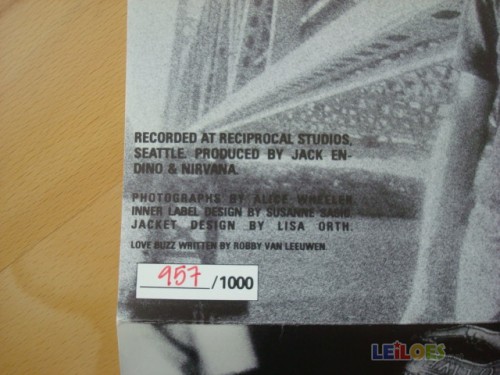 RECORDED AT RECIPROCAL STUDIOS,
SEATTLE. PRODUCED BY JACK EN-
DINO & NIRVANA.
PHOTOGRAPHS BY ALICE WHEELER.
INNER LABEL DESIGN BY SUSANNE SASIC.
JACKET DESIGN BY LISA ORTH.
LOVE BUZZ WRITTEN BY ROBBY VAN LEEUWEN.
957 /1000
LEiLOES